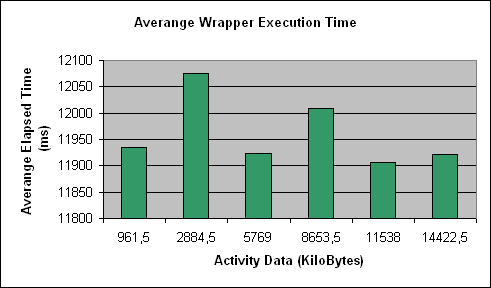 Averange Wrapper Execution Time
Averange Elapsed Time
(ms)
12100
12050
12000
11950
11900
11850
11800
961,5 2884,5 5769 8653,5 11538 14422,5
Activity Data (KiloBytes)